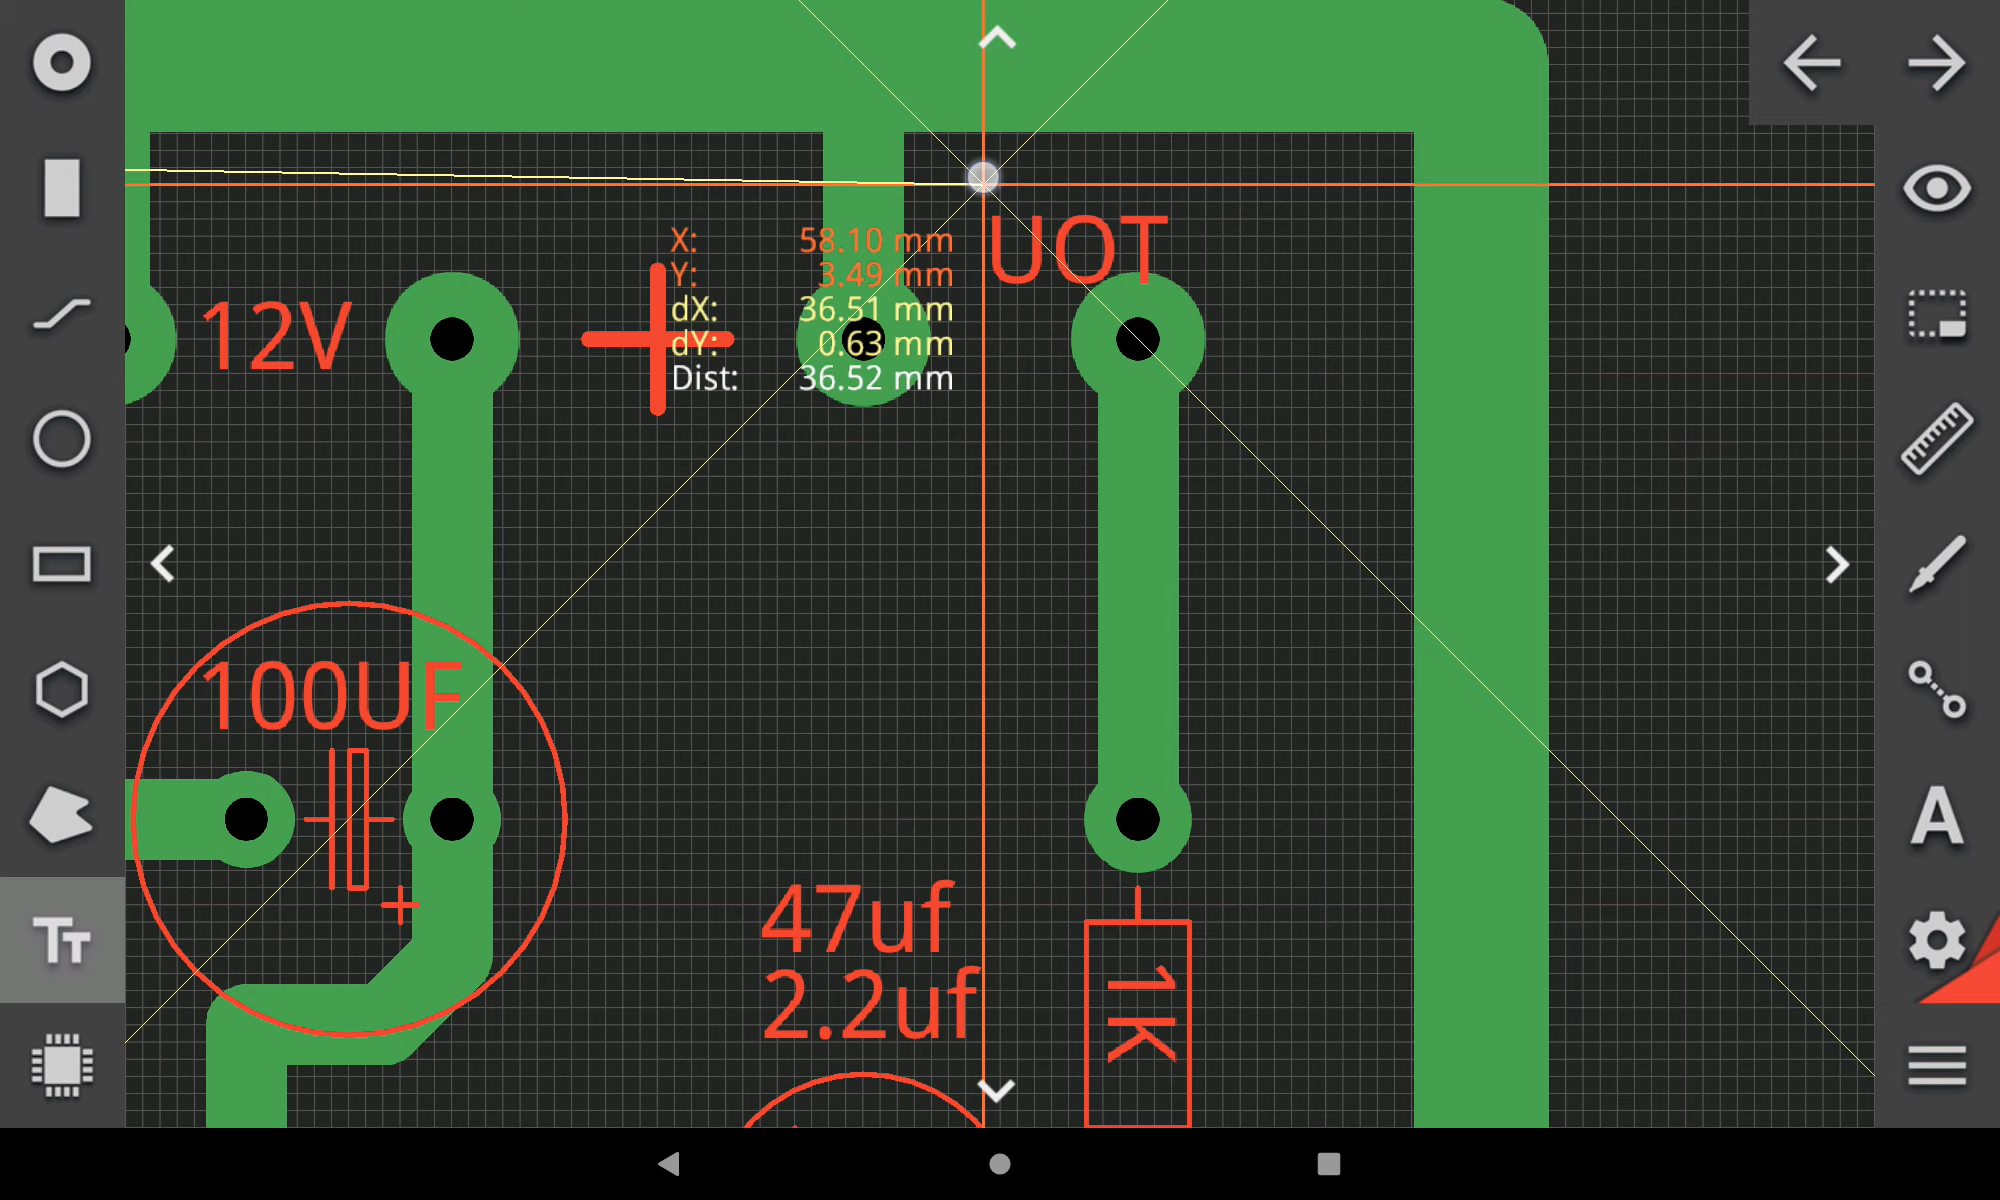 UOT
X: 58.10 mm
Y: 3.49 mm
dX: 36.51 mm
dY: 0.63 mm
Dist: 36.52 mm
12V
100UF
47uf
2.2uf
1K
Tт
A